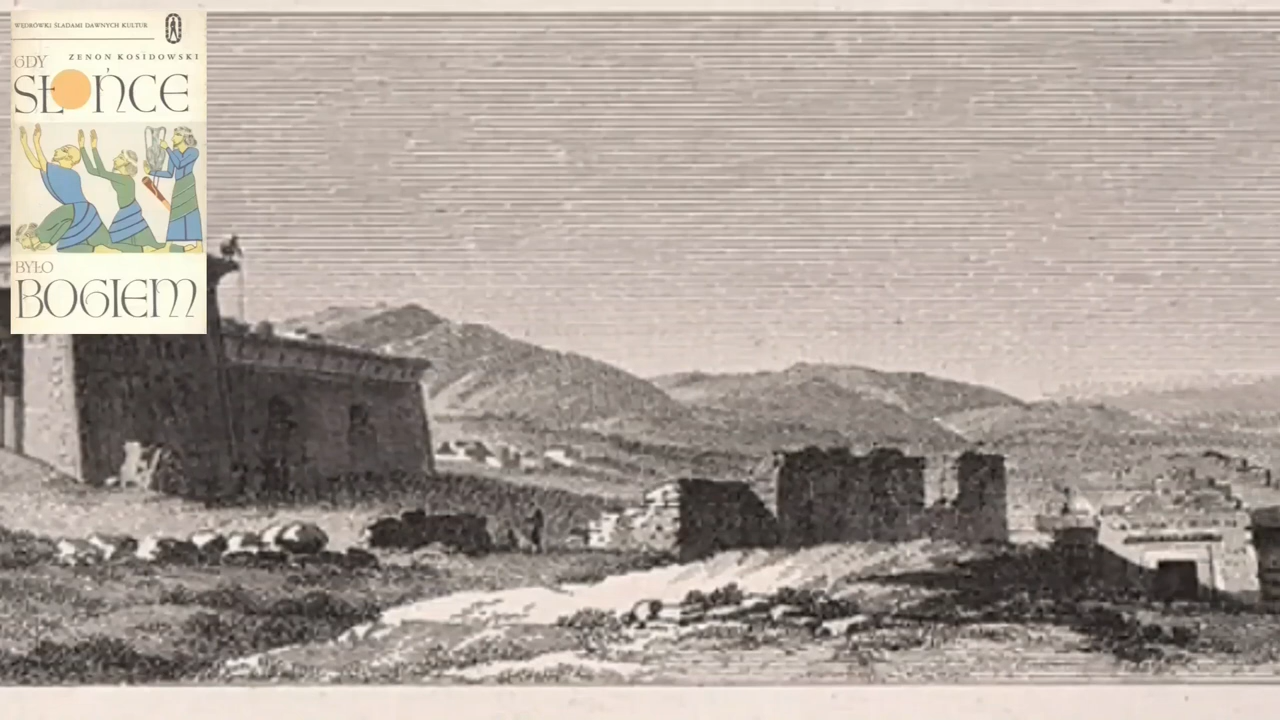 WĘDRÓWKI ŚLADAMI DAWNYCH KULTUR
ZENON KOSIDOWSKI
GDY
SŁOŃCE
BYŁO
BOGIEM